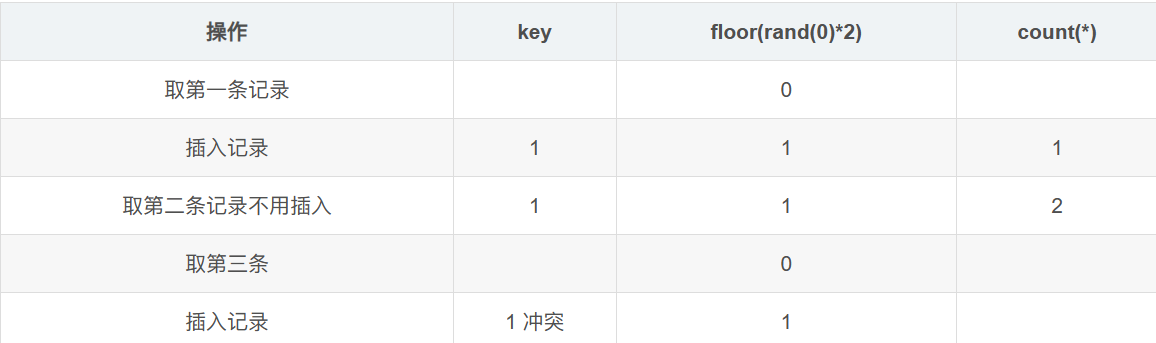 操作 key floor(rand(0)*2) count(*)
取第一条记录 0
插入记录 1 1 1
取第二条记录不用插入 1 1 2
取第三条 0
插入记录 1 冲突 1